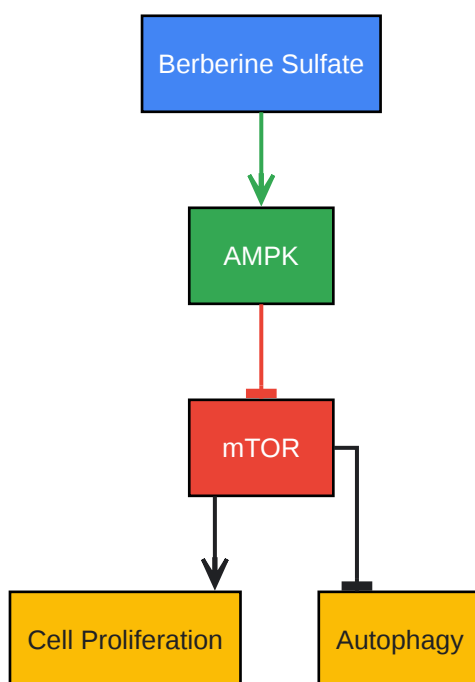 Berberine Sulfate
AMPK
mTOR
Cell Proliferation
Autophagy